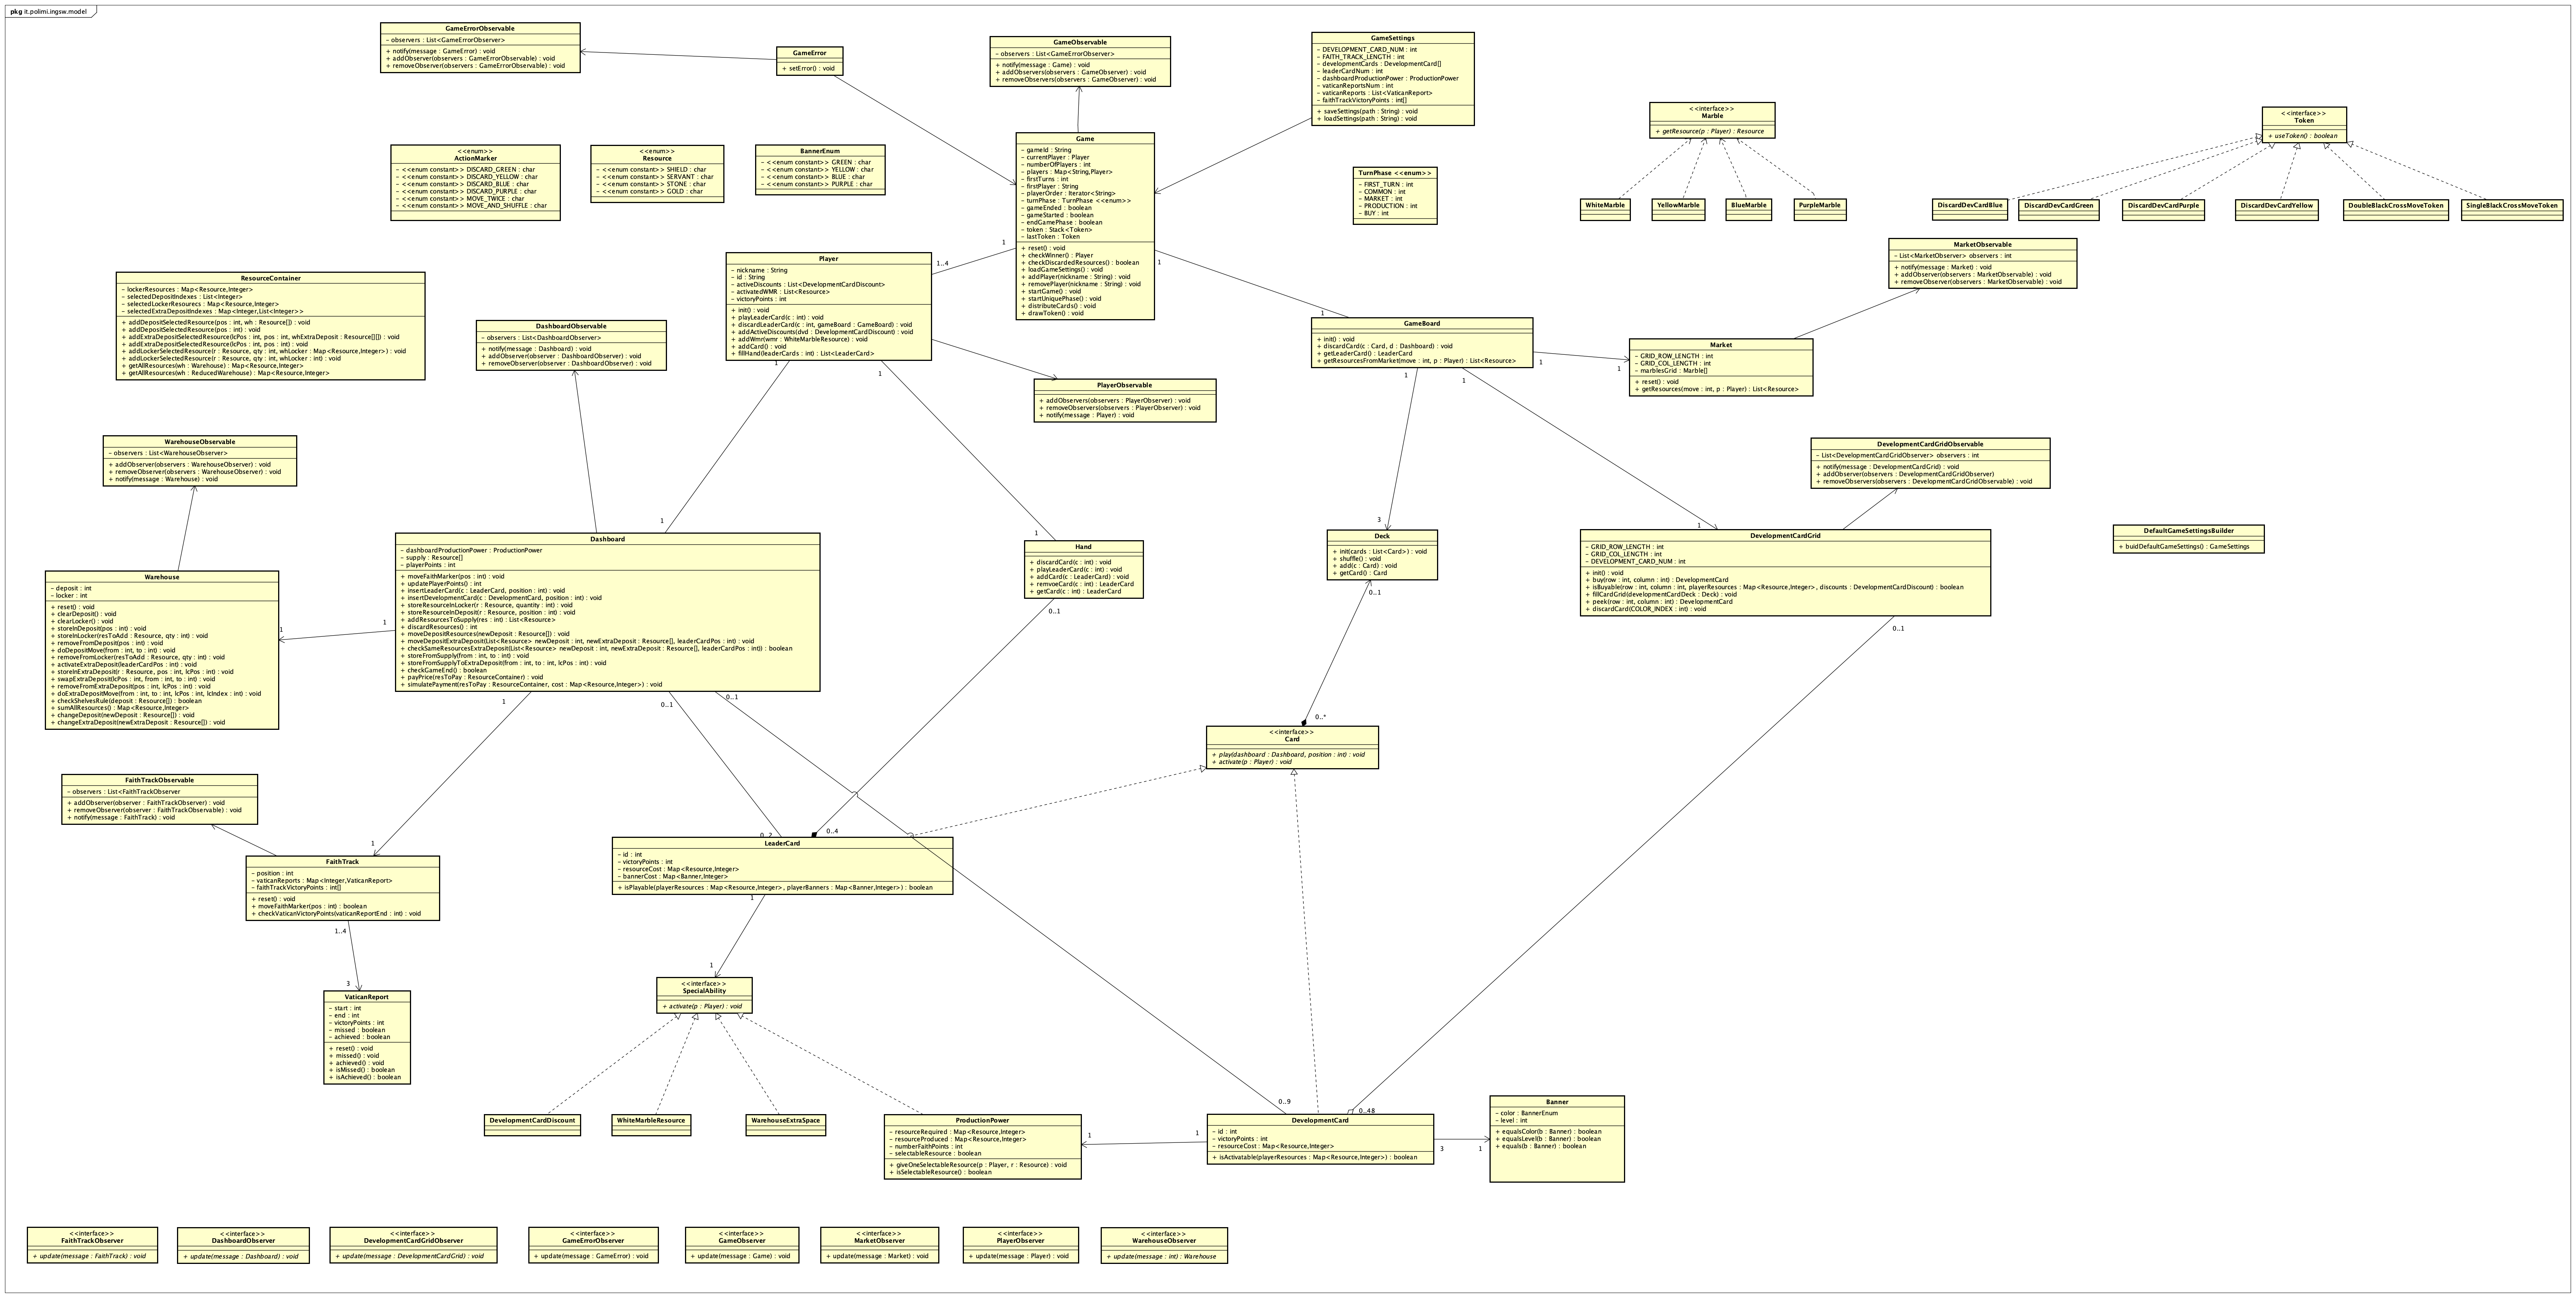 pkg it.polimi.ingsw.model
GameErrorObservable
– observers : List<GameErrorObserver>
+ notify(message : GameError) : void
+ addObserver(observers : GameErrorObservable) : void
+ removeObserver(observers : GameErrorObservable) : void
GameError
+ setError() : void
GameObservable
– observers : List<GameErrorObserver>
+ notify(message : Game) : void
+ addObservers(observers : GameObserver) : void
+ removeObservers(observers : GameObserver) : void
GameSettings
– DEVELOPMENT_CARD_NUM : int
– FAITH_TRACK_LENGTH : int
– developmentCards : DevelopmentCard[]
– leaderCardNum : int
– dashboardProductionPower : ProductionPower
– vaticanReportsNum : int
– vaticanReports : List<VaticanReport>
– faithTrackVictoryPoints : int[]
+ saveSettings(path : String) : void
+ loadSettings(path : String) : void
<<interface>>
Marble
+ getResource(p : Player) : Resource
<<interface>>
Token
+ useToken() : boolean
<<enum>>
ActionMarker
– <<enum constant>> DISCARD_GREEN : char
– <<enum constant>> DISCARD_YELLOW : char
– <<enum constant>> DISCARD_BLUE : char
– <<enum constant>> DISCARD_PURPLE : char
– <<enum constant>> MOVE_TWICE : char
– <<enum constant>> MOVE_AND_SHUFFLE : char
<<enum>>
Resource
– <<enum constant>> SHIELD : char
– <<enum constant>> SERVANT : char
– <<enum constant>> STONE : char
– <<enum constant>> GOLD : char
BannerEnum
– <<enum constant>> GREEN : char
– <<enum constant>> YELLOW : char
– <<enum constant>> BLUE : char
– <<enum constant>> PURPLE : char
Game
– gameId : String
– currentPlayer : Player
– numberOfPlayers : int
– players : Map<String,Player>
– firstTurns : int
– firstPlayer : String
– playerOrder : Iterator<String>
– turnPhase : TurnPhase <<enum>>
– gameEnded : boolean
– gameStarted : boolean
– endGamePhase : boolean
– token : Stack<Token>
– lastToken : Token
+ reset() : void
+ checkWinner() : Player
+ checkDiscardedResources() : boolean
+ loadGameSettings() : void
+ addPlayer(nickname : String) : void
+ removePlayer(nickname : String) : void
+ startGame() : void
+ startUniquePhase() : void
+ distributeCards() : void
+ drawToken() : void
TurnPhase <<enum>>
– FIRST_TURN : int
– COMMON : int
– MARKET : int
– PRODUCTION : int
– BUY : int
WhiteMarble
YellowMarble
BlueMarble
PurpleMarble
DiscardDevCardBlue
DiscardDevCardGreen
DiscardDevCardPurple
DiscardDevCardYellow
DoubleBlackCrossMoveToken
SingleBlackCrossMoveToken
1
1..4
1
1
Player
– nickname : String
– id : String
– activeDiscounts : List<DevelopmentCardDiscount>
– activatedWMR : List<Resource>
– victoryPoints : int
+ init() : void
+ playLeaderCard(c : int) : void
+ discardLeaderCard(c : int, gameBoard : GameBoard) : void
+ addActiveDiscounts(dvd : DevelopmentCardDiscount) : void
+ addWmr(wmr : WhiteMarbleResource) : void
+ addCard() : void
+ fillHand(leaderCards : int) : List<LeaderCard>
MarketObservable
– List<MarketObserver> observers : int
+ notify(message : Market) : void
+ addObserver(observers : MarketObservable) : void
+ removeObserver(observers : MarketObservable) : void
ResourceContainer
– lockerResources : Map<Resource,Integer>
– selectedDepositIndexes : List<Integer>
– selectedLockerResourecs : Map<Resource,Integer>
– selectedExtraDepositIndexes : Map<Integer,List<Integer>>
+ addDepositSelectedResource(pos : int, wh : Resource[]) : void
+ addDepositSelectedResource(pos : int) : void
+ addExtraDepositSelectedResource(lcPos : int, pos : int, whExtraDeposit : Resource[][]) : void
+ addExtraDepositSelectedResource(lcPos : int, pos : int) : void
+ addLockerSelectedResource(r : Resource, qty : int, whLocker : Map<Resource,Integer>) : void
+ addLockerSelectedResource(r : Resource, qty : int, whLocker : int) : void
+ getAllResources(wh : Warehouse) : Map<Resource,Integer>
+ getAllResources(wh : ReducedWarehouse) : Map<Resource,Integer>
DashboardObservable
– observers : List<DashboardObserver>
+ notify(message : Dashboard) : void
+ addObserver(observer : DashboardObserver) : void
+ removeObserver(observer : DashboardObserver) : void
GameBoard
+ init() : void
+ discardCard(c : Card, d : Dashboard) : void
+ getLeaderCard() : LeaderCard
+ getResourcesFromMarket(move : int, p : Player) : List<Resource>
Market
– GRID_ROW_LENGTH : int
– GRID_COL_LENGTH : int
– marblesGrid : Marble[]
+ reset() : void
+ getResources(move : int, p : Player) : List<Resource>
1
1
1
1
1
1
PlayerObservable
+ addObservers(observers : PlayerObserver) : void
+ removeObservers(observers : PlayerObserver) : void
+ notify(message : Player) : void
WarehouseObservable
– observers : List<WarehouseObserver>
+ addObserver(observers : WarehouseObserver) : void
+ removeObserver(observers : WarehouseObserver) : void
+ notify(message : Warehouse) : void
DevelopmentCardGridObservable
– List<DevelopmentCardGridObserver> observers : int
+ notify(message : DevelopmentCardGrid) : void
+ addObserver(observers : DevelopmentCardGridObserver)
+ removeObservers(observers : DevelopmentCardGridObservable) : void
1
1
3
1
Dashboard
– dashboardProductionPower : ProductionPower
– supply : Resource[]
– playerPoints : int
+ moveFaithMarker(pos : int) : void
+ updatePlayerPoints() : int
+ insertLeaderCard(c : LeaderCard, position : int) : void
+ insertDevelopmentCard(c : DevelopmentCard, position : int) : void
+ storeResourceInLocker(r : Resource, quantity : int) : void
+ storeResourceInDeposit(r : Resource, position : int) : void
+ addResourcesToSupply(res : int) : List<Resource>
+ discardResources() : int
+ moveDepositResources(newDeposit : Resource[]) : void
+ moveDepositExtraDeposit(List<Resource> newDeposit : int, newExtraDeposit : Resource[], leaderCardPos : int) : void
+ checkSameResourcesExtraDeposit(List<Resource> newDeposit : int, newExtraDeposit : Resource[], leaderCardPos : int)) : boolean
+ storeFromSupply(from : int, to : int) : void
+ storeFromSupplyToExtraDeposit(from : int, to : int, lcPos : int) : void
+ checkGameEnd() : boolean
+ payPrice(resToPay : ResourceContainer) : void
+ simulatePayment(resToPay : ResourceContainer, cost : Map<Resource,Integer>) : void
Hand
+ discardCard(c : int) : void
+ playLeaderCard(c : int) : void
+ addCard(c : LeaderCard) : void
+ remvoeCard(c : int) : LeaderCard
+ getCard(c : int) : LeaderCard
Deck
+ init(cards : List<Card>) : void
+ shuffle() : void
+ add(c : Card) : void
+ getCard() : Card
DevelopmentCardGrid
– GRID_ROW_LENGTH : int
– GRID_COL_LENGTH : int
– DEVELOPMENT_CARD_NUM : int
+ init() : void
+ buy(row : int, column : int) : DevelopmentCard
+ isBuyable(row : int, column : int, playerResources : Map<Resource,Integer>, discounts : DevelopmentCardDiscount) : boolean
+ fillCardGrid(developmentCardDeck : Deck) : void
+ peek(row : int, column : int) : DevelopmentCard
+ discardCard(COLOR_INDEX : int) : void
DefaultGameSettingsBuilder
+ buidDefaultGameSettings() : GameSettings
Warehouse
– deposit : int
– locker : int
+ reset() : void
+ clearDeposit() : void
+ clearLocker() : void
+ storeInDeposit(pos : int) : void
+ storeInLocker(resToAdd : Resource, qty : int) : void
+ removeFromDeposit(pos : int) : void
+ doDepositMove(from : int, to : int) : void
+ removeFromLocker(resToAdd : Resource, qty : int) : void
+ activateExtraDeposit(leaderCardPos : int) : void
+ storeInExtraDeposit(r : Resource, pos : int, lcPos : int) : void
+ swapExtraDeposit(lcPos : int, from : int, to : int) : void
+ removeFromExtraDeposit(pos : int, lcPos : int) : void
+ doExtraDepositMove(from : int, to : int, lcPos : int, lcIndex : int) : void
+ checkShelvesRule(deposit : Resource[]) : boolean
+ sumAllResources() : Map<Resource,Integer>
+ changeDeposit(newDeposit : Resource[]) : void
+ changeExtraDeposit(newExtraDeposit : Resource[]) : void
1
1
1
0..1
0..1
0..1
0..1
0..1
0..*
<<interface>>
Card
+ play(dashboard : Dashboard, position : int) : void
+ activate(p : Player) : void
FaithTrackObservable
– observers : List<FaithTrackObserver
+ addObserver(observer : FaithTrackObserver) : void
+ removeObserver(observer : FaithTrackObservable) : void
+ notify(message : FaithTrack) : void
1
0..2
0..4
LeaderCard
– id : int
– victoryPoints : int
– resourceCost : Map<Resource,Integer>
– bannerCost : Map<Banner,Integer>
+ isPlayable(playerResources : Map<Resource,Integer>, playerBanners : Map<Banner,Integer>) : boolean
FaithTrack
– position : int
– vaticanReports : Map<Integer,VaticanReport>
– faithTrackVictoryPoints : int[]
+ reset() : void
+ moveFaithMarker(pos : int) : boolean
+ checkVaticanVictoryPoints(vaticanReportEnd : int) : void
1
1..4
1
3
VaticanReport
– start : int
– end : int
– victoryPoints : int
– missed : boolean
– achieved : boolean
+ reset() : void
+ missed() : void
+ achieved() : void
+ isMissed() : boolean
+ isAchieved() : boolean
<<interface>>
SpecialAbility
+ activate(p : Player) : void
DevelopmentCardDiscount
WhiteMarbleResource
WarehouseExtraSpace
ProductionPower
– resourceRequired : Map<Resource,Integer>
– resourceProduced : Map<Resource,Integer>
– numberFaithPoints : int
– selectableResource : boolean
+ giveOneSelectableResource(p : Player, r : Resource) : void
+ isSelectableResource() : boolean
0..9
0..48
DevelopmentCard
– id : int
– victoryPoints : int
– resourceCost : Map<Resource,Integer>
+ isActivatable(playerResources : Map<Resource,Integer>) : boolean
1
1
3
1
Banner
– color : BannerEnum
– level : int
+ equalsColor(b : Banner) : boolean
+ equalsLevel(b : Banner) : boolean
+ equals(b : Banner) : boolean
<<interface>>
FaithTrackObserver
+ update(message : FaithTrack) : void
<<interface>>
DashboardObserver
+ update(message : Dashboard) : void
<<interface>>
DevelopmentCardGridObserver
+ update(message : DevelopmentCardGrid) : void
<<interface>>
GameErrorObserver
+ update(message : GameError) : void
<<interface>>
GameObserver
+ update(message : Game) : void
<<interface>>
MarketObserver
+ update(message : Market) : void
<<interface>>
PlayerObserver
+ update(message : Player) : void
<<interface>>
WarehouseObserver
+ update(message : int) : Warehouse